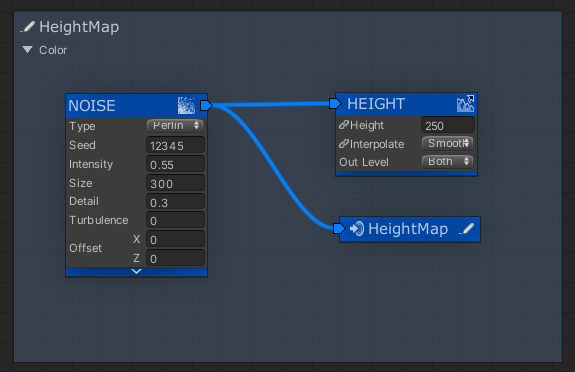 HeightMap
Color
NOISE
Type Perlin
Seed 12345
Intensity 0.55
Size 300
Detail 0.3
Turbulence 0
Offset X 0
Z 0
HEIGHT
Height 250
Interpolate Smooth
Out Level Both
HeightMap